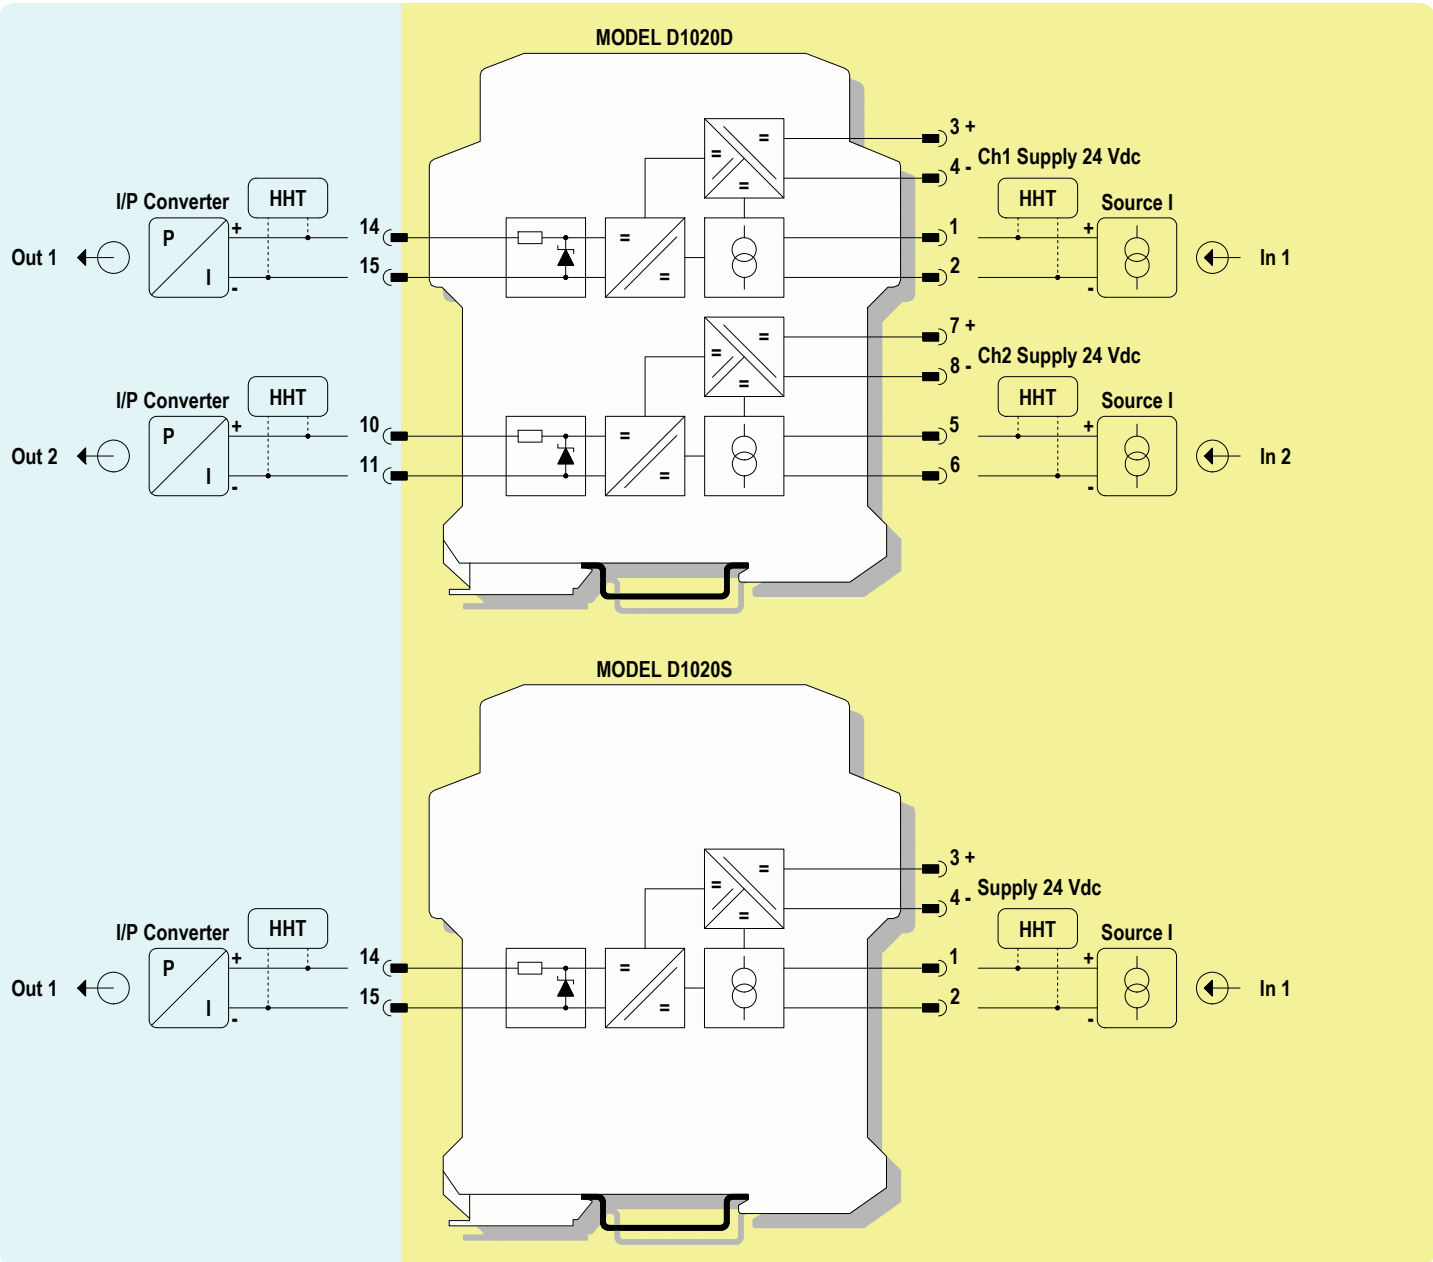 MODEL D1020D
3 +
4 -
Ch1 Supply 24 Vdc
I/P Converter
HHT
14
1
HHT
Source I
Out 1
P
I
+
-
15
=
=
=
=
=
2
+
-
In 1
7 +
8 -
Ch2 Supply 24 Vdc
I/P Converter
HHT
10
5
HHT
Source I
Out 2
P
I
+
-
11
=
=
=
=
=
6
+
-
In 2
MODEL D1020S
3 +
4 -
Supply 24 Vdc
I/P Converter
HHT
14
1
HHT
Source I
Out 1
P
I
+
-
15
=
=
=
=
=
2
+
-
In 1